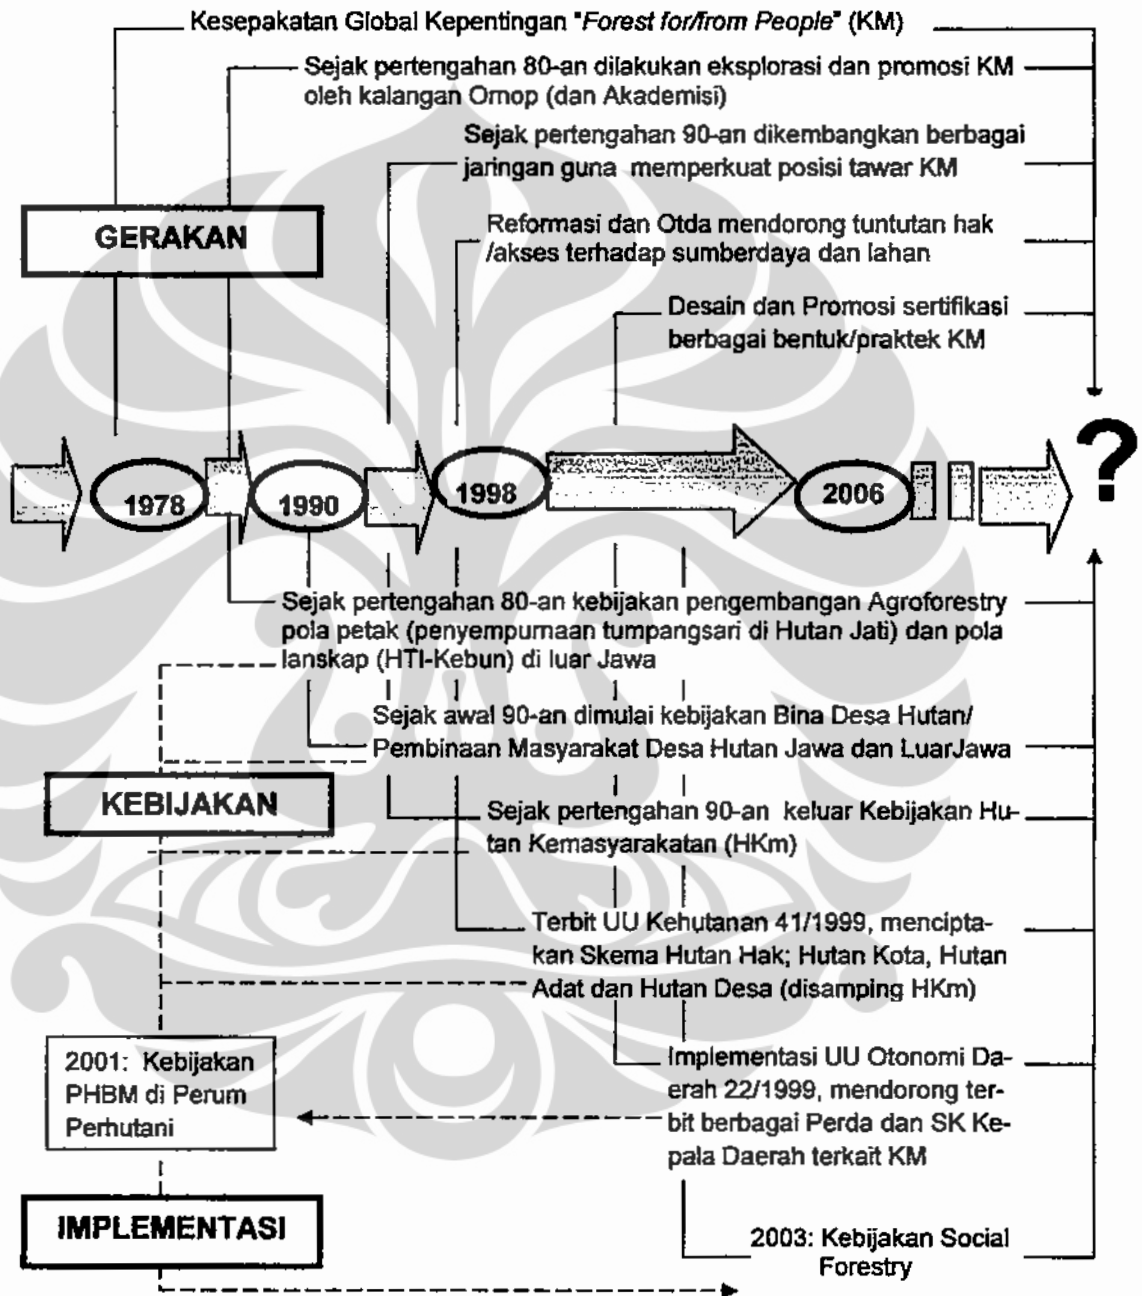 Kesepakatan Global Kepentingan "Forest for/from People" (KM)
Sejak pertengahan 80-an dilakukan eksplorasi dan promosi KM
oleh kalangan Ornop (dan Akademisi)
Sejak pertengahan 90-an dikembangkan berbagai
jaringan guna memperkuat posisi tawar KM
GERAKAN
Reformasi dan Otda mendorong tuntutan hak
/akses terhadap sumberdaya dan lahan
Desain dan Promosi sertifikasi
berbagai bentuk/praktek KM
1978
1990
1998
2006
?
Sejak pertengahan 80-an kebijakan pengembangan Agroforestry
pola petak (penyempurnaan tumpangsari di Hutan Jati) dan pola
lanskap (HTI-Kebun) di luar Jawa
Sejak awal 90-an dimulai kebijakan Bina Desa Hutan/
Pembinaan Masyarakat Desa Hutan Jawa dan LuarJawa
KEBIJAKAN
Sejak pertengahan 90-an keluar Kebijakan Hu-
tan Kemasyarakatan (HKm)
Terbit UU Kehutanan 41/1999, mencipta-
kan Skema Hutan Hak; Hutan Kota, Hutan
Adat dan Hutan Desa (disamping HKm)
2001: Kebijakan
PHBM di Perum
Perhutani
Implementasi UU Otonomi Da-
erah 22/1999, mendorong ter-
bit berbagai Perda dan SK Ke-
pala Daerah terkait KM
IMPLEMENTASI
2003: Kebijakan Social
Forestry